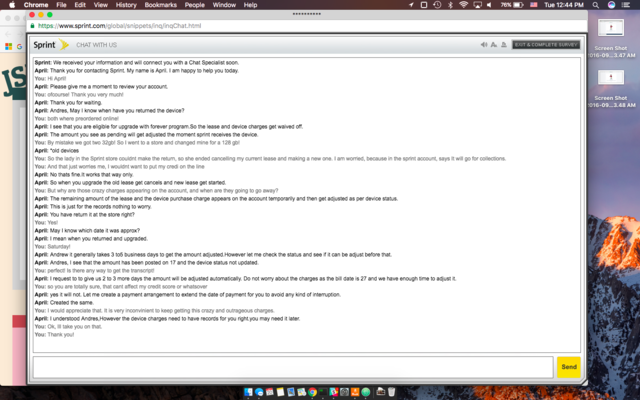 Chrome File Edit View History Bookmarks People Window Help
76% Tue 12:44 PM
**********
https://www.sprint.com/global/snippets/inq/inqChat.html
Sprint CHAT WITH US
EXIT & COMPLETE SURVEY
Sprint: We received your information and will connect you with a Chat Specialist soon.
April: Thank you for contacting Sprint. My name is April. I am happy to help you today.
You: Hi April!
April: Please give me a moment to review your account.
You: ofcourse! Thank you very much!
April: Thank you for waiting.
April: Andres, May I know when have you returned the device?
You: both where preordered online!
April: I see that you are eligible for upgrade with forever program.So the lease and device charges get waived off.
April: The amount you see as pending will get adjusted the moment sprint receives the device.
You: By mistake we got two 32gb! So I went to a store and changed mine for a 128 gb!
April: *old devices
You: So the lady in the Sprint store couldnt make the return, so she ended cancelling my current lease and making a new one. I am worried, because in the sprint account, says it will go for collections.
You: And that just worries me, I wouldnt want to put my credi on the line
April: No thats fine.It works that way only.
April: So when you upgrade the old lease get cancels and new lease get started.
You: But why are those crazy charges appearing on the account, and when are they going to go away?
April: The remaining amount of the lease and the device purchase charge appears on the account temporarily and then get adjusted as per device status.
April: This is just for the records nothing to worry.
April: You have return it at the store right?
You: Yes!
April: May I know which date it was approx?
April: I mean when you returned and upgraded.
You: Saturday!
April: Andrew it generally takes 3 to5 business days to get the amount adjusted.However let me check the status and see if it can be adjust before that.
April: Andres, I see that the amount has been posted on 17 and the device status not updated.
You: perfect! is there any way to get the transcript!
April: I request to to give us 2 to 3 more days the amount will be adjusted automatically. Do not worry about the charges as the bill date is 27 and we have enough time to adjust it.
You: so you are totally sure, that cant affect my credit score or whatsover
April: yes it will not. Let me create a payment arrangement to extend the date of payment for you to avoid any kind of interruption.
April: Created the same.
You: I would appreciate that. It is very inconvinient to keep getting this crazy and outrageous charges.
April: I understood Andres,However the device charges need to have records for you right.you may need it later.
You: Ok, Ill take you on that.
You: Thank you!
Send
Screen Shot
2016-09...3.47 AM
Screen Shot
2016-09...3.48 AM